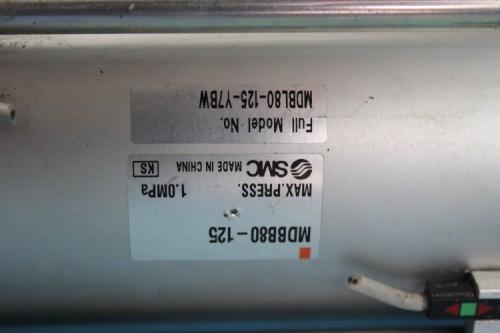 MDBB80-125
MAX.PRESS. 1.0MPa
SMC MADE IN CHINA KS
Full Model No.
MDBL80-125-Y7BW